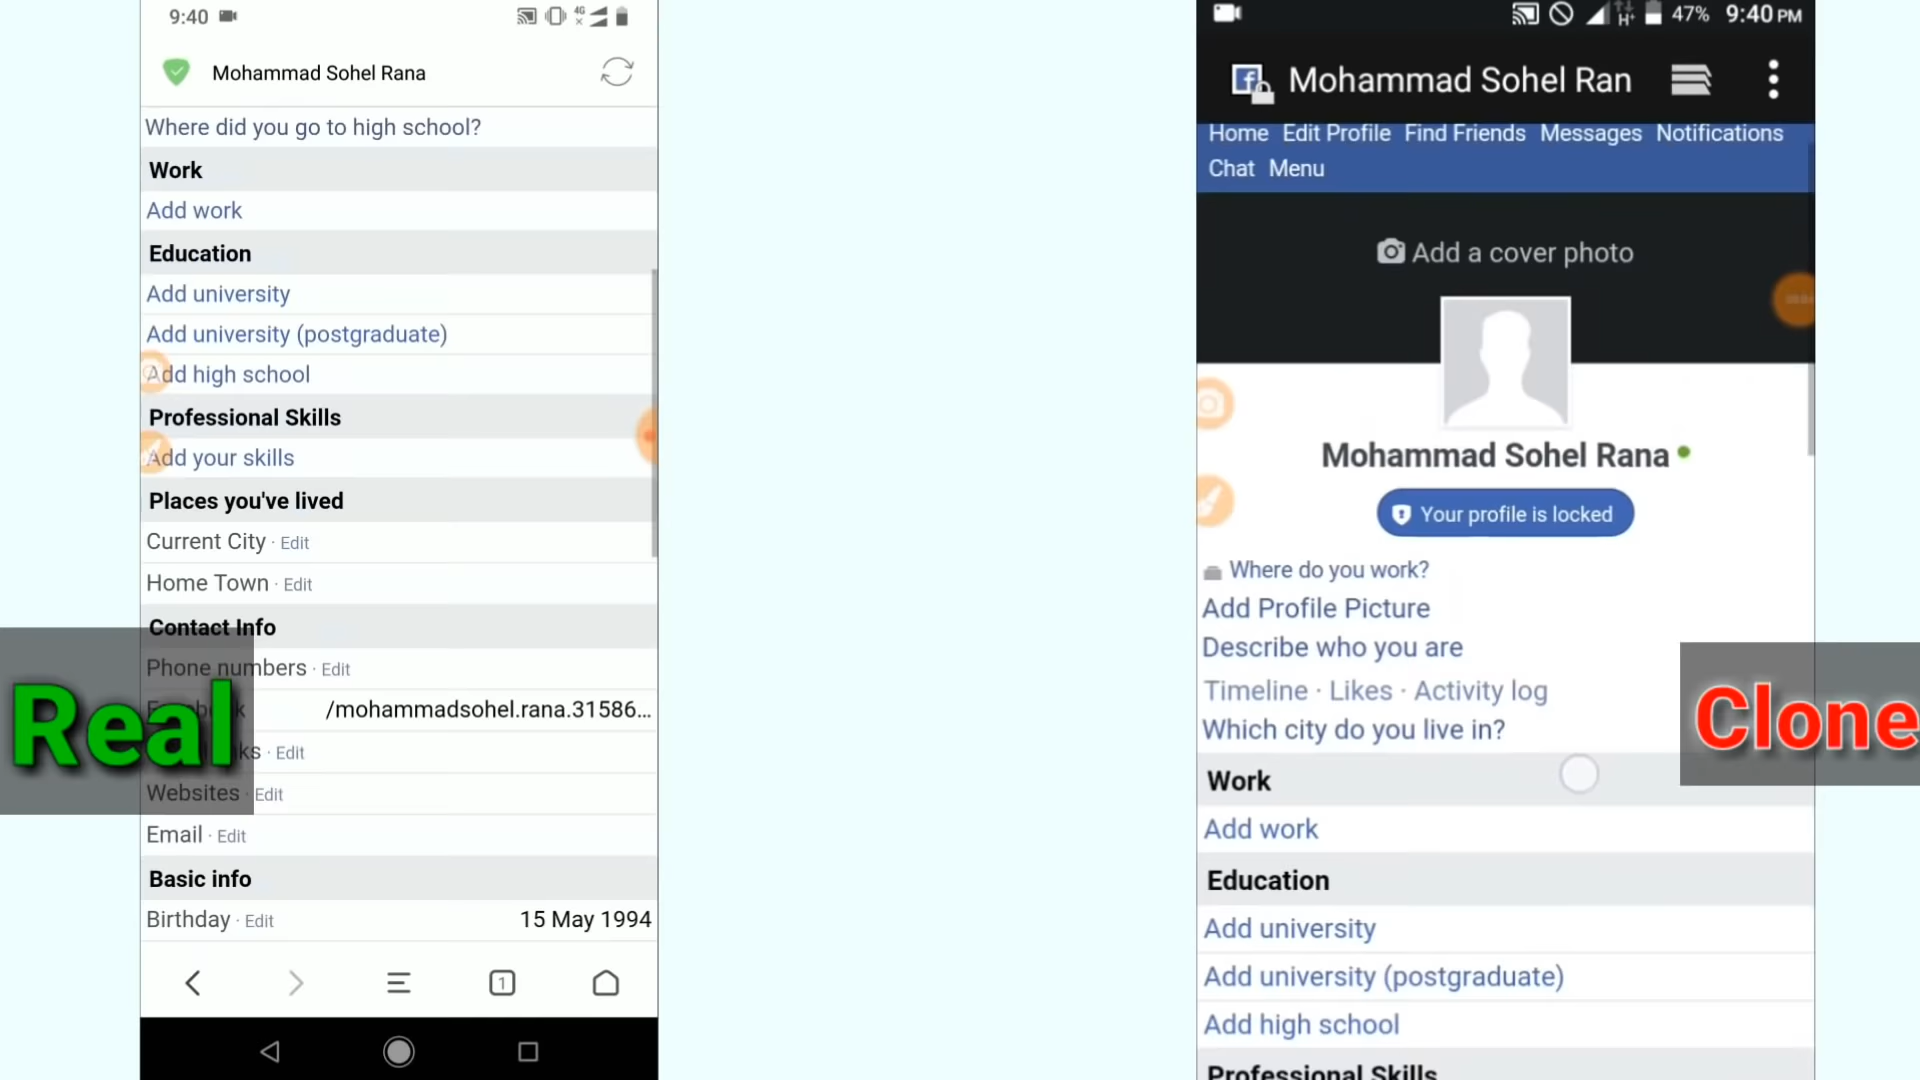 9:40
4G
Mohammad Sohel Rana
Where did you go to high school?
Work
Add work
Education
Add university
Add university (postgraduate)
Add high school
Professional Skills
Add your skills
Places you've lived
Current City · Edit
Home Town · Edit
Contact Info
Phone numbers · Edit
/mohammadsohel.rana.31586...
· Edit
Websites · Edit
Email · Edit
Basic info
Birthday · Edit 15 May 1994
1
Real
H+ 47% 9:40 PM
Mohammad Sohel Ran
Home Edit Profile Find Friends Messages Notifications
Chat Menu
Add a cover photo
Mohammad Sohel Rana
Your profile is locked
Where do you work?
Add Profile Picture
Describe who you are
Timeline · Likes · Activity log
Which city do you live in?
Work
Add work
Education
Add university
Add university (postgraduate)
Add high school
Professional Skills
Clone